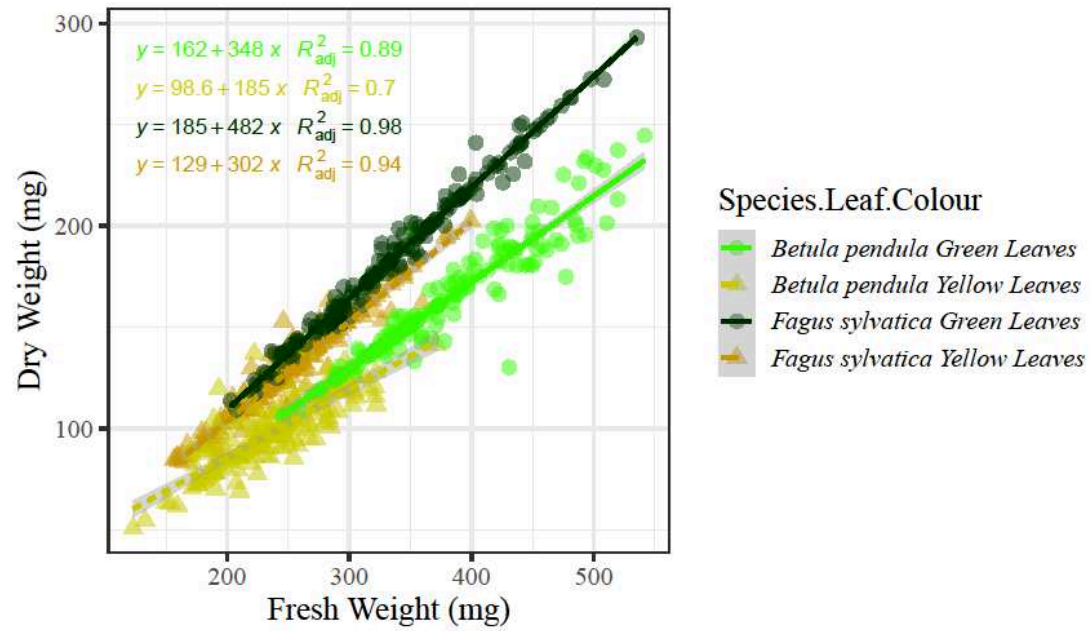 y = 162 + 348 x R²adj = 0.89
y = 98.6 + 185 x R²adj = 0.7
y = 185 + 482 x R²adj = 0.98
y = 129 + 302 x R²adj = 0.94
300
200
100
Dry Weight (mg)
200 300 400 500
Fresh Weight (mg)
Species.Leaf.Colour
Betula pendula Green Leaves
Betula pendula Yellow Leaves
Fagus sylvatica Green Leaves
Fagus sylvatica Yellow Leaves